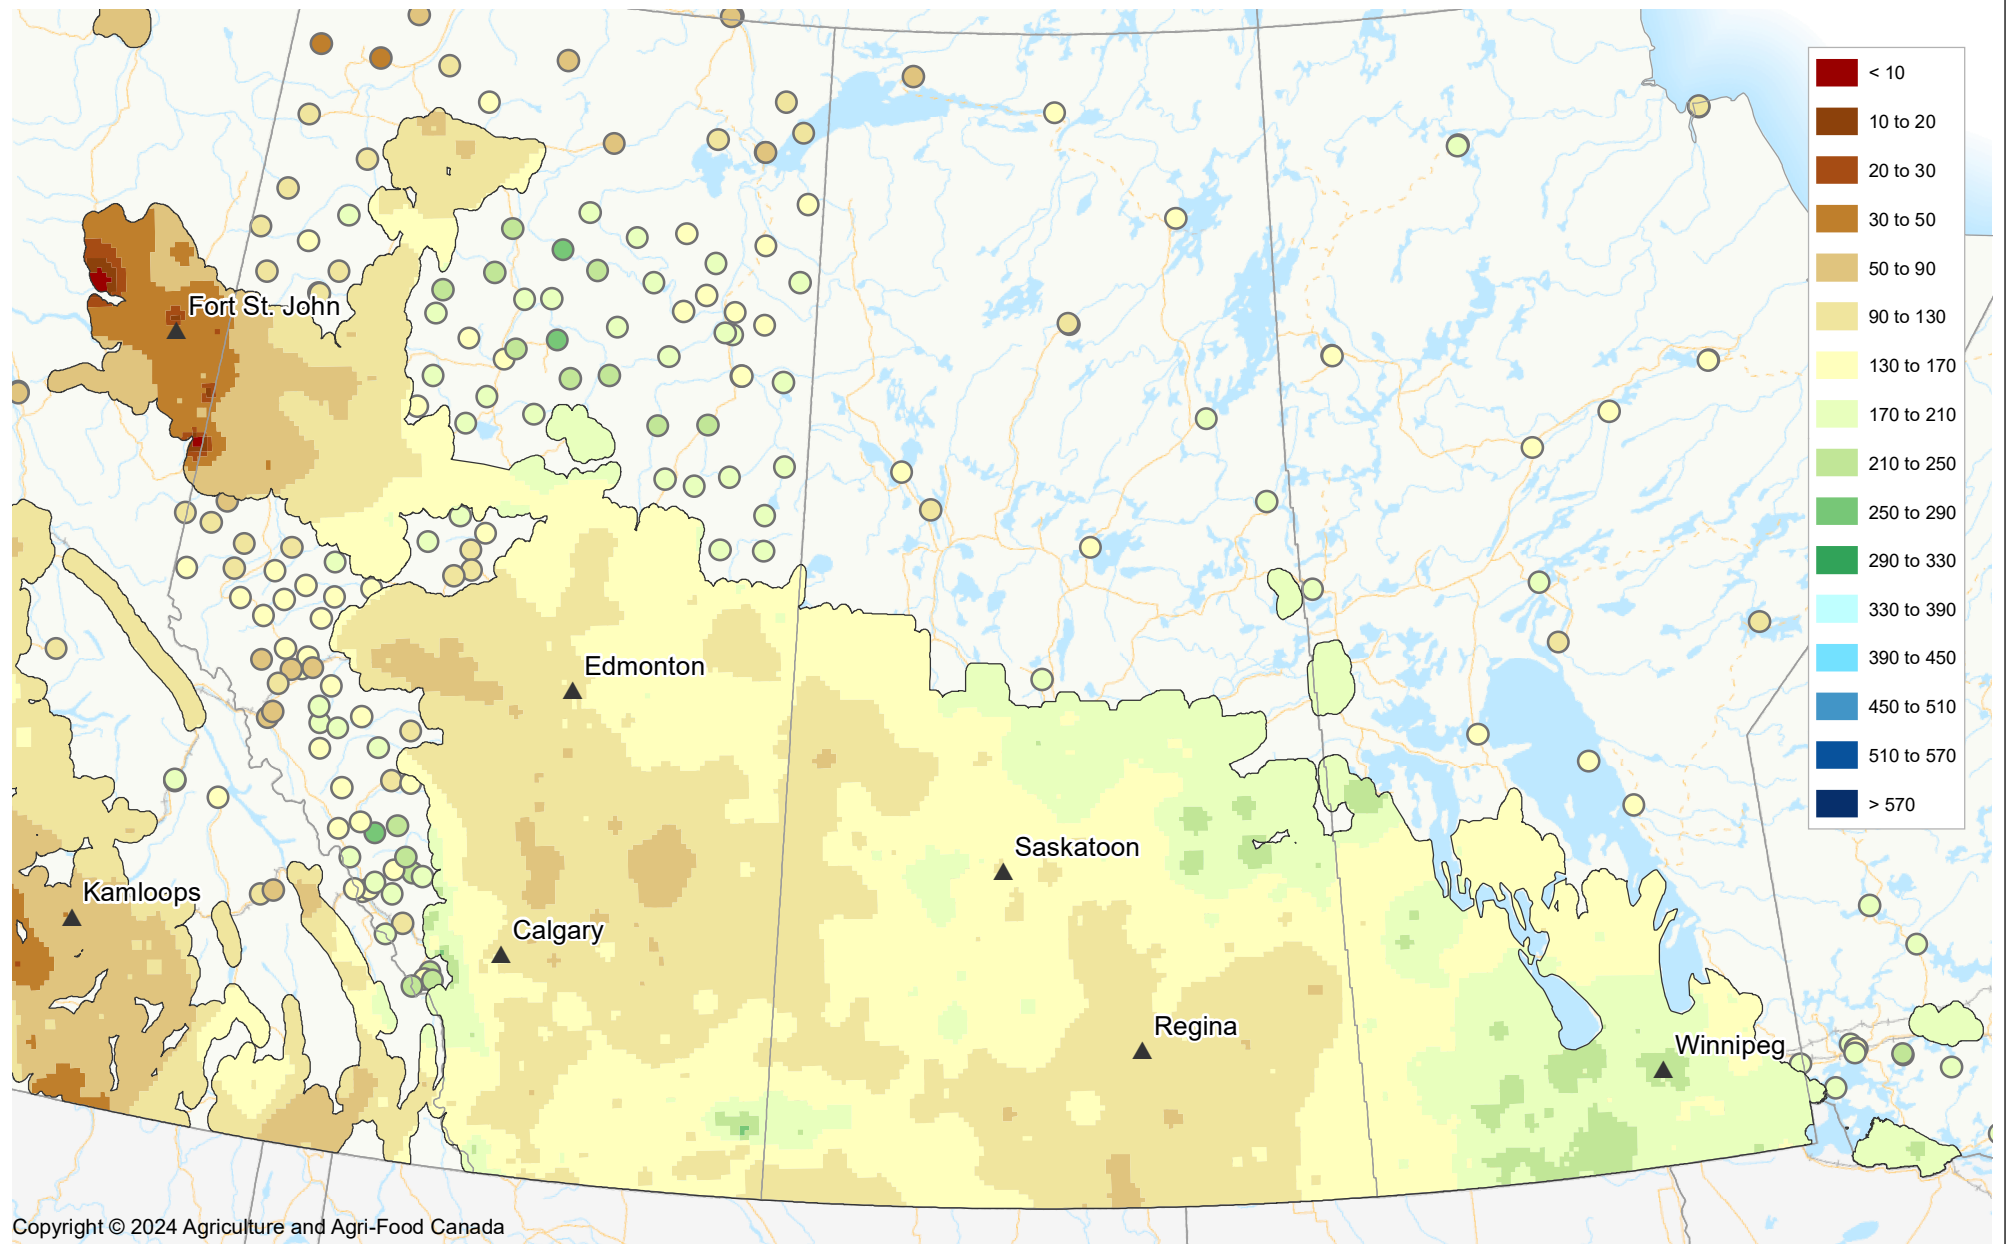 < 10
10 to 20
20 to 30
30 to 50
50 to 90
90 to 130
130 to 170
170 to 210
210 to 250
250 to 290
290 to 330
330 to 390
390 to 450
450 to 510
510 to 570
> 570
Fort St. John
Edmonton
Saskatoon
Kamloops
Calgary
Regina
Winnipeg
Copyright © 2024 Agriculture and Agri-Food Canada